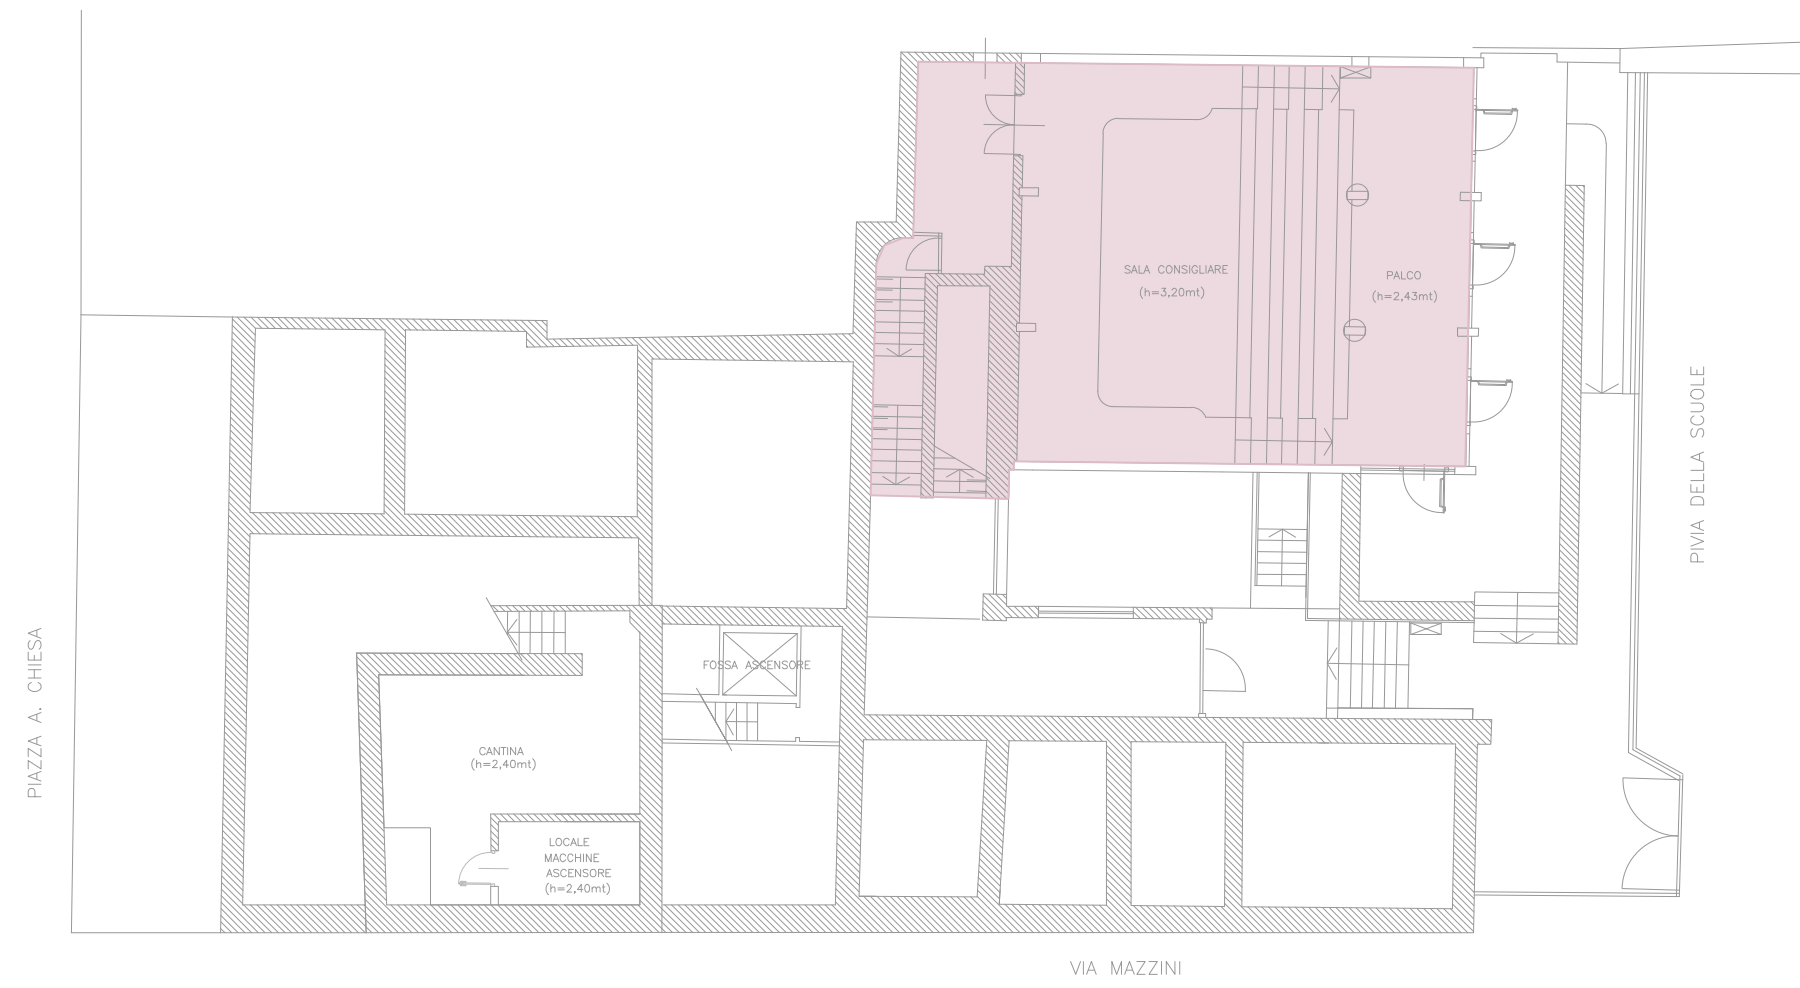 SALA CONSIGLIARE
(h=3,20mt)
PALCO
(h=2,43mt)
PIVIA DELLA SCUOLE
PIAZZA A. CHIESA
FOSSA ASCENSORE
CANTINA
(h=2,40mt)
LOCALE
MACCHINE
ASCENSORE
(h=2,40mt)
VIA MAZZINI